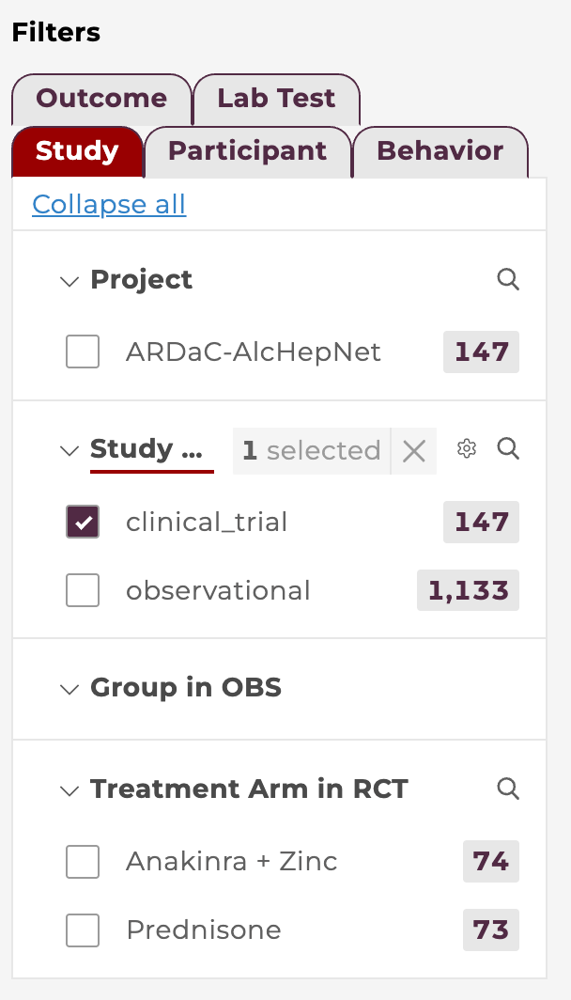 Filters
Outcome Lab Test
Study Participant Behavior
Collapse all
Project
ARDaC-AlcHepNet 147
Study ... 1 selected
clinical_trial 147
observational 1,133
Group in OBS
Treatment Arm in RCT
Anakinra + Zinc 74
Prednisone 73